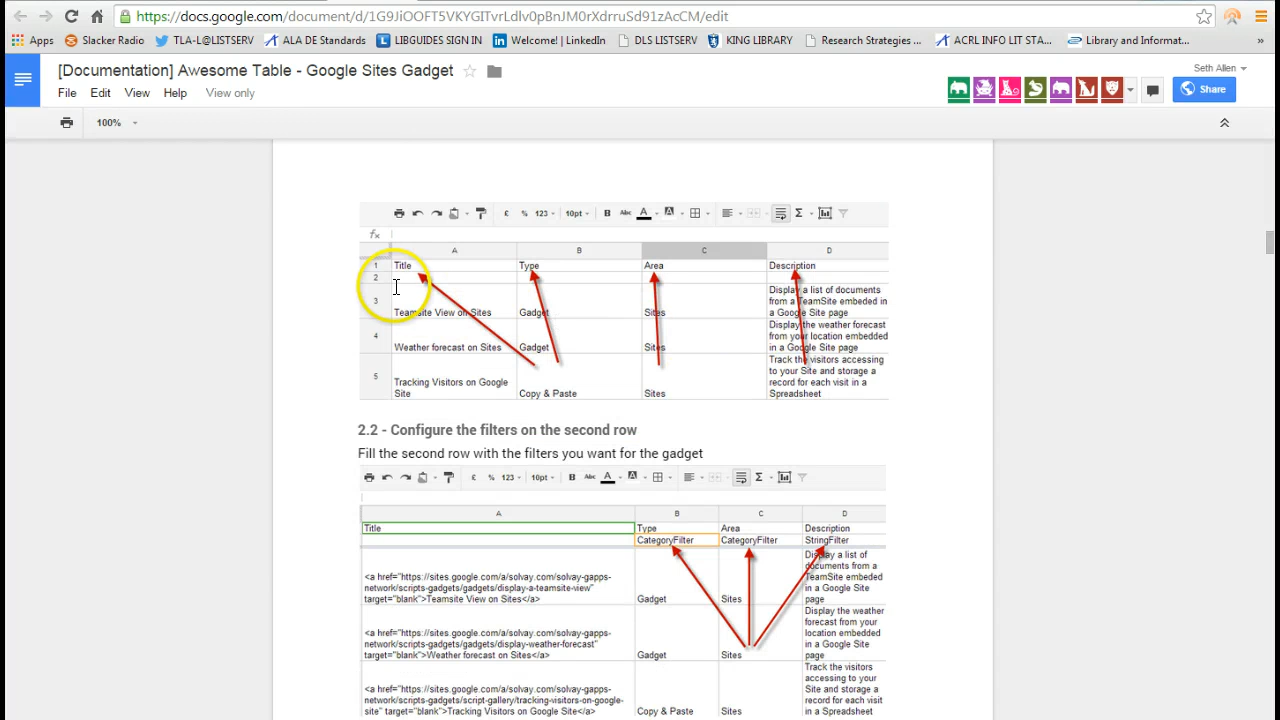 https://docs.google.com/document/d/1G9JiOOFT5VKYGITvrLdlv0pBnM0rXdrruSd91zAcCM/edit
Apps Slacker Radio TLA-L@LISTSERV ALA DE Standards LIBGUIDES SIGN IN Welcome! | LinkedIn DLS LISTSERV KING LIBRARY Research Strategies ... ACRL INFO LIT STA... Library and Informat... »
[Documentation] Awesome Table - Google Sites Gadget
Seth Allen
File Edit View Help View only
Share
100%
£ % 123 10pt B Abc A A Σ
fx
A B C D
1 Title Type Area Description
2
3 Teamsite View on Sites Gadget Sites Display a list of documents
from a TeamSite embeded in
a Google Site page
4 Weather forecast on Sites Gadget Sites Display the weather forecast
from your location embedded
in a Google Site page
5 Tracking Visitors on Google
Site Copy & Paste Sites Track the visitors accessing
to your Site and storage a
record for each visit in a
Spreadsheet
2.2 - Configure the filters on the second row
Fill the second row with the filters you want for the gadget
£ % 123 10pt B Abc A A Σ
A B C D
Title Type Area Description
CategoryFilter CategoryFilter StringFilter
<a href="https://sites.google.com/a/solvay.com/solvay-gapps-
network/scripts-gadgets/gadgets/display-a-teamsite-view"
target="blank">Teamsite View on Sites</a> Gadget Sites Display a list of
documents from a
TeamSite embeded
in a Google Site
page
<a href="https://sites.google.com/a/solvay.com/solvay-gapps-
network/scripts-gadgets/gadgets/display-weather-forecast"
target="blank">Weather forecast on Sites</a> Gadget Sites Display the weather
forecast from your
location embedded
in a Google Site
page
<a href="https://sites.google.com/a/solvay.com/solvay-gapps-
network/scripts-gadgets/script-gallery/tracking-visitors-on-google-
site" target="blank">Tracking Visitors on Google Site</a> Copy & Paste Sites Track the visitors
accessing to your
Site and storage a
record for each visit
in a Spreadsheet